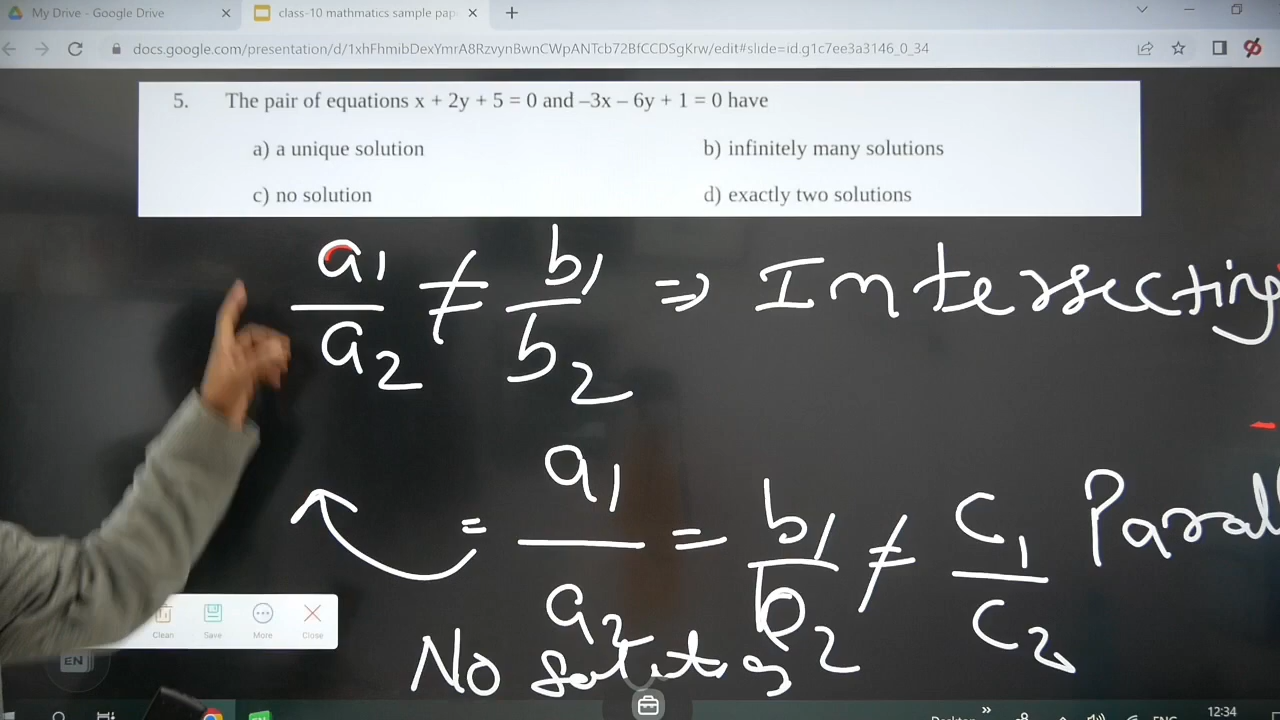 My Drive - Google Drive × class-10 mathmatics sample pap × +
docs.google.com/presentation/d/1xhFhmibDexYmrA8RzvynBwnCWpANTcb72BfCCDSgKrw/edit#slide=id.g1c7ee3a3146_0_34
5. The pair of equations x + 2y + 5 = 0 and –3x – 6y + 1 = 0 have
a) a unique solution b) infinitely many solutions
c) no solution d) exactly two solutions
a1/a2 ≠ b1/b2 ⇒ Intersecting
= a1/a2 = b1/b2 ≠ c1/c2 Paral
No
Clean Save More Close
EN
12:34
Desktop » ENG